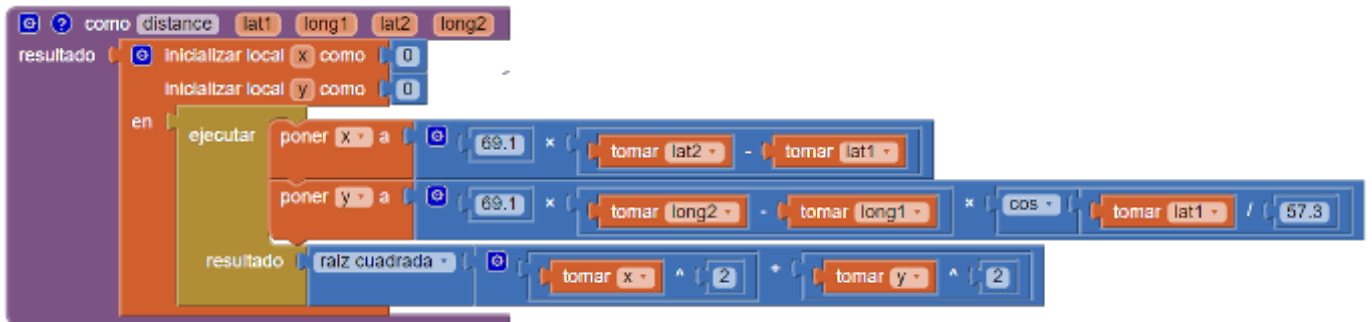 como distance lat1 long1 lat2 long2
resultado inicializar local x como 0
inicializar local y como 0
en
ejecutar poner x a 69.1 × tomar lat2 - tomar lat1
poner y a 69.1 × tomar long2 - tomar long1 × cos tomar lat1 / 57.3
resultado raíz cuadrada tomar x ^ 2 + tomar y ^ 2